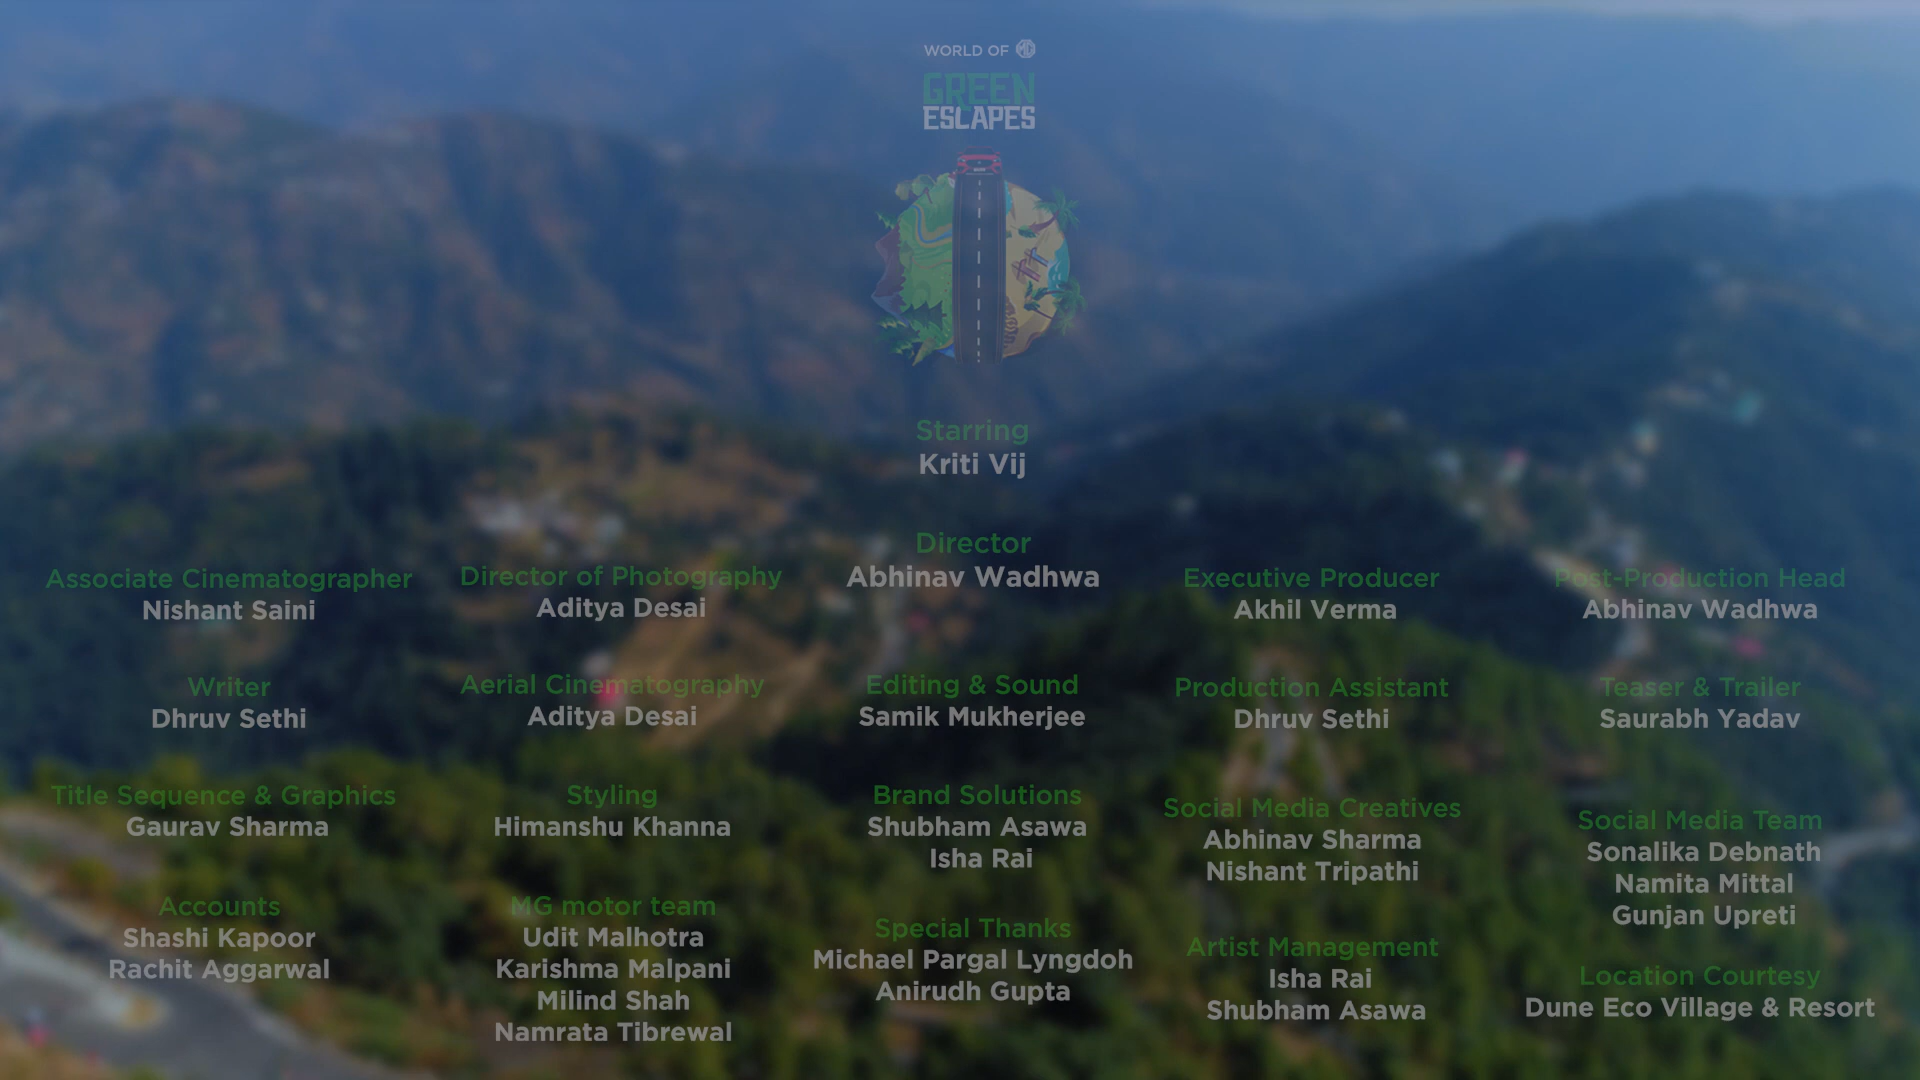 WORLD OF MG
GREEN
ESCAPES
Starring
Kriti Vij
Director
Abhinav Wadhwa
Associate Cinematographer
Nishant Saini
Director of Photography
Aditya Desai
Executive Producer
Akhil Verma
Post-Production Head
Abhinav Wadhwa
Writer
Dhruv Sethi
Aerial Cinematography
Aditya Desai
Editing & Sound
Samik Mukherjee
Production Assistant
Dhruv Sethi
Teaser & Trailer
Saurabh Yadav
Title Sequence & Graphics
Gaurav Sharma
Styling
Himanshu Khanna
Brand Solutions
Shubham Asawa
Isha Rai
Social Media Creatives
Abhinav Sharma
Nishant Tripathi
Social Media Team
Sonalika Debnath
Namita Mittal
Gunjan Upreti
Accounts
Shashi Kapoor
Rachit Aggarwal
MG motor team
Udit Malhotra
Karishma Malpani
Milind Shah
Namrata Tibrewal
Special Thanks
Michael Pargal Lyngdoh
Anirudh Gupta
Artist Management
Isha Rai
Shubham Asawa
Location Courtesy
Dune Eco Village & Resort